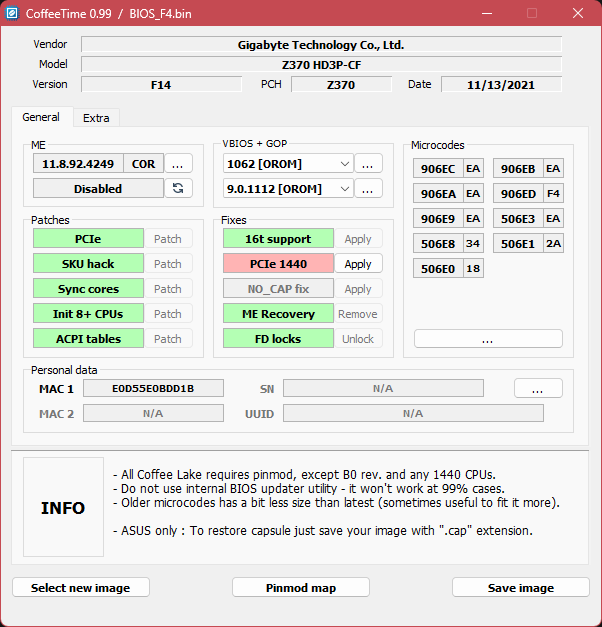 CoffeeTime 0.99 / BIOS_F4.bin
Vendor Gigabyte Technology Co., Ltd.
Model Z370 HD3P-CF
Version F14 PCH Z370 Date 11/13/2021
General Extra
ME
11.8.92.4249 COR ...
Disabled
VBIOS + GOP
1062 [OROM] ...
9.0.1112 [OROM] ...
Microcodes
906EC EA 906EB EA
906EA EA 906ED F4
906E9 EA 506E3 EA
506E8 34 506E1 2A
506E0 18
...
Patches
PCIe Patch
SKU hack Patch
Sync cores Patch
Init 8+ CPUs Patch
ACPI tables Patch
Fixes
16t support Apply
PCIe 1440 Apply
NO_CAP fix Apply
ME Recovery Remove
FD locks Unlock
Personal data
MAC 1 E0D55E0BDD1B SN N/A ...
MAC 2 N/A UUID N/A
INFO
- All Coffee Lake requires pinmod, except B0 rev. and any 1440 CPUs.
- Do not use internal BIOS updater utility - it won't work at 99% cases.
- Older microcodes has a bit less size than latest (sometimes useful to fit it more).
- ASUS only : To restore capsule just save your image with ".cap" extension.
Select new image Pinmod map Save image